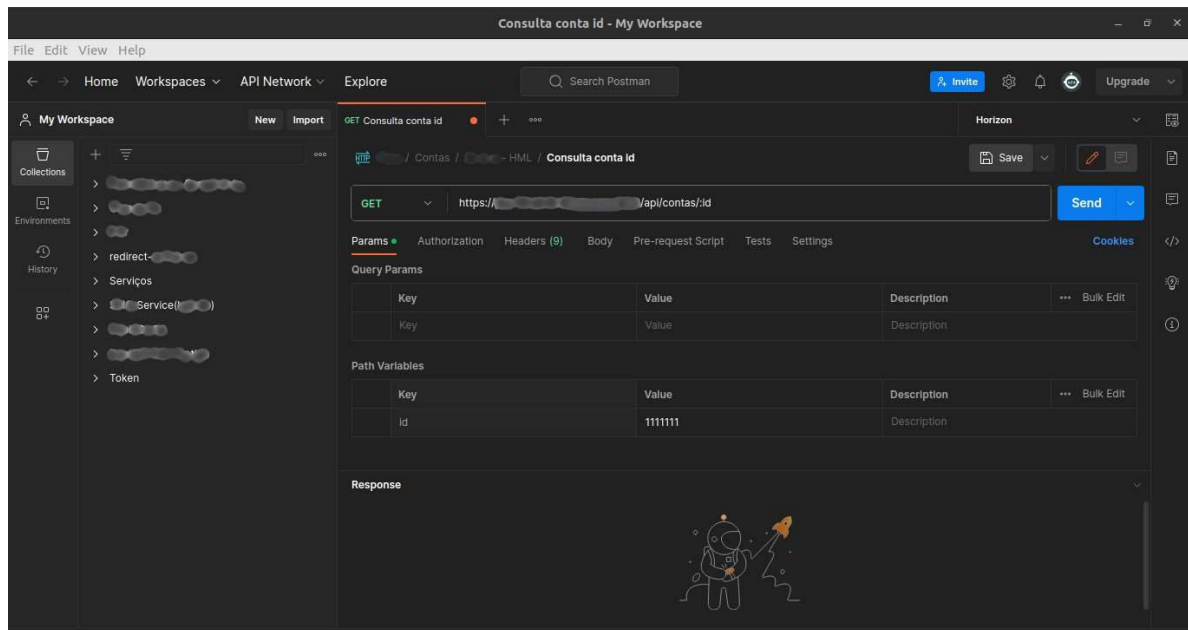 Consulta conta id - My Workspace
File Edit View Help
Home Workspaces API Network Explore Search Postman Invite Upgrade
My Workspace New Import GET Consulta conta id Horizon
HTTP / Contas / - HML / Consulta conta id Save
Collections
Environments
History
redirect-
Serviços
Service(
Token
GET https:// /api/contas/:id Send
Params Authorization Headers (9) Body Pre-request Script Tests Settings Cookies
Query Params
Key Value Description Bulk Edit
Key Value Description
Path Variables
Key Value Description Bulk Edit
id 1111111 Description
Response